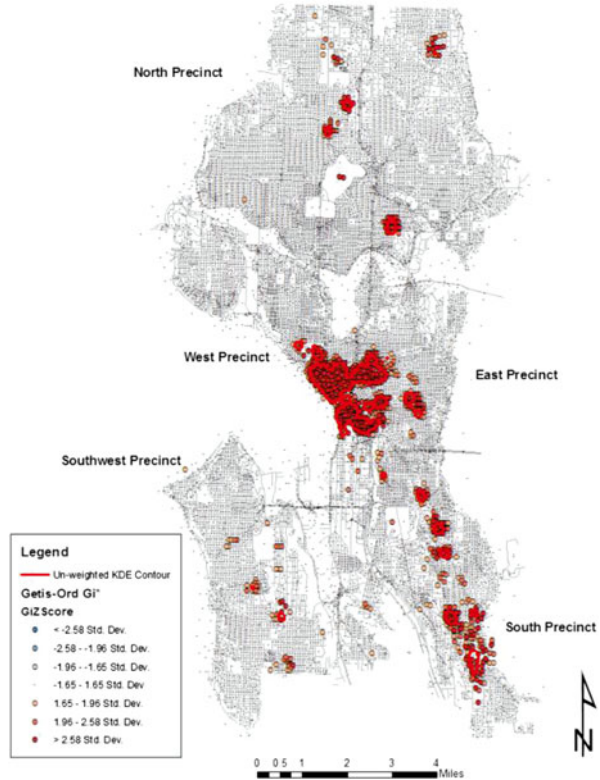 North Precinct
West Precinct
East Precinct
Southwest Precinct
South Precinct
Legend
Un-weighted KDE Contour
Getis-Ord Gi*
GiZScore
< -2.58 Std. Dev.
-2.58 - -1.96 Std. Dev.
-1.96 - -1.65 Std. Dev.
-1.65 - 1.65 Std. Dev
1.65 - 1.96 Std. Dev.
1.96 - 2.58 Std. Dev.
> 2.58 Std. Dev.
N
0 0.5 1 2 3 4
Miles